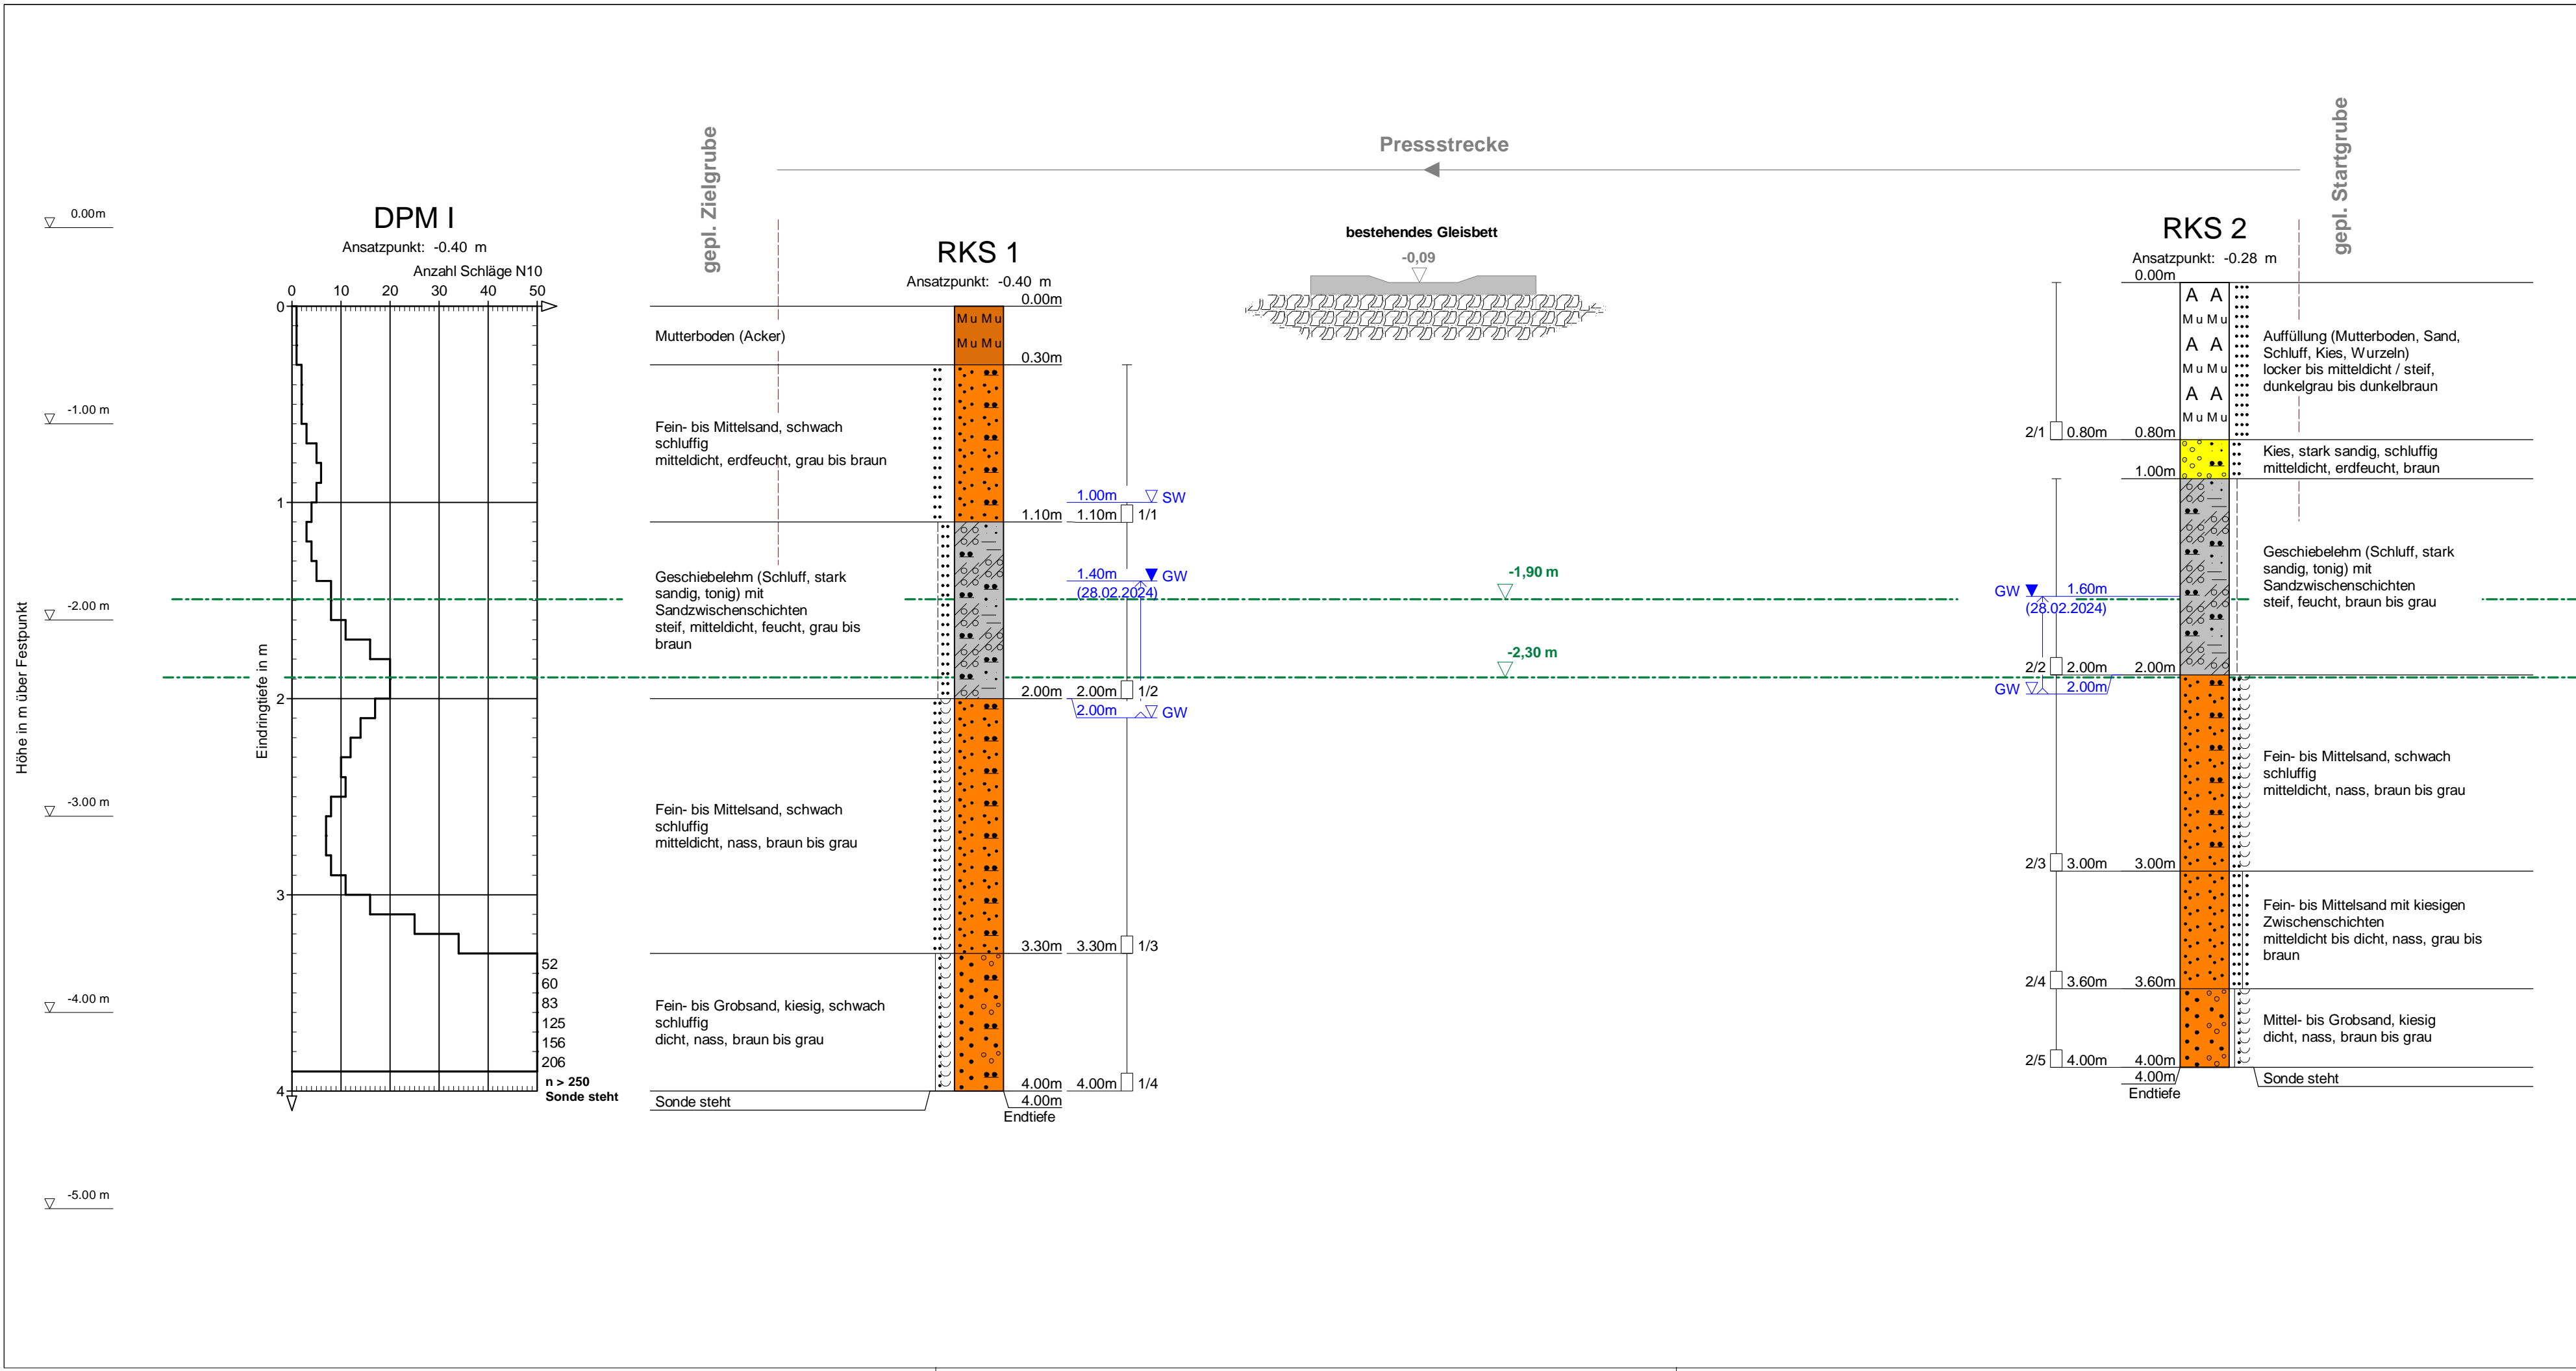 Pressstrecke
gepl. Zielgrube
gepl. Startgrube
Höhe in m über Festpunkt
0.00m
-1.00 m
-2.00 m
-3.00 m
-4.00 m
-5.00 m
DPM I
Ansatzpunkt: -0.40 m
Anzahl Schläge N10
0 10 20 30 40 50
Eindringtiefe in m
0
1
2
3
4
52
60
83
125
156
206
n > 250
Sonde steht
RKS 1
Ansatzpunkt: -0.40 m
0.00m
Mu Mu
Mu Mu
Mutterboden (Acker)
0.30m
Fein- bis Mittelsand, schwach
schluffig
mitteldicht, erdfeucht, grau bis braun
1.00m SW
1.10m 1.10m 1/1
Geschiebelehm (Schluff, stark
sandig, tonig) mit
Sandzwischenschichten
steif, mitteldicht, feucht, grau bis
braun
1.40m GW
(28.02.2024)
2.00m 2.00m 1/2
2.00m GW
Fein- bis Mittelsand, schwach
schluffig
mitteldicht, nass, braun bis grau
3.30m 3.30m 1/3
Fein- bis Grobsand, kiesig, schwach
schluffig
dicht, nass, braun bis grau
4.00m 4.00m 1/4
Sonde steht
4.00m
Endtiefe
bestehendes Gleisbett
-0,09
-1,90 m
-2,30 m
RKS 2
Ansatzpunkt: -0.28 m
0.00m
A A
Mu Mu
A A
Mu Mu
A A
Mu Mu
Auffüllung (Mutterboden, Sand,
Schluff, Kies, Wurzeln)
locker bis mitteldicht / steif,
dunkelgrau bis dunkelbraun
2/1 0.80m 0.80m
Kies, stark sandig, schluffig
mitteldicht, erdfeucht, braun
1.00m
Geschiebelehm (Schluff, stark
sandig, tonig) mit
Sandzwischenschichten
steif, feucht, braun bis grau
GW 1.60m
(28.02.2024)
2/2 2.00m 2.00m
GW 2.00m
Fein- bis Mittelsand, schwach
schluffig
mitteldicht, nass, braun bis grau
2/3 3.00m 3.00m
Fein- bis Mittelsand mit kiesigen
Zwischenschichten
mitteldicht bis dicht, nass, grau bis
braun
2/4 3.60m 3.60m
Mittel- bis Grobsand, kiesig
dicht, nass, braun bis grau
2/5 4.00m 4.00m
4.00m
Endtiefe
Sonde steht